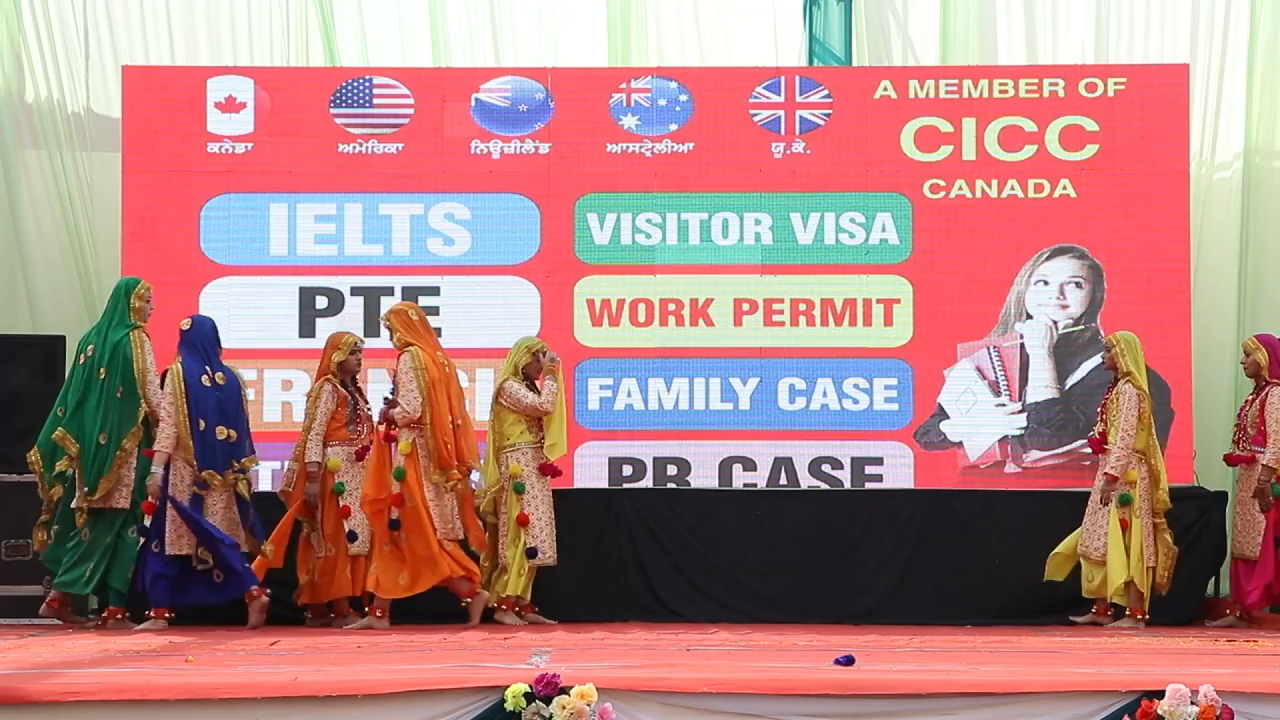 ਕਨੇਡਾ
ਅਮੇਰਿਕਾ
ਨਿਊਜ਼ੀਲੈਂਡ
ਆਸਟ੍ਰੇਲੀਆ
ਯੂ.ਕੇ.
A MEMBER OF
CICC
CANADA
IELTS
VISITOR VISA
PTE
WORK PERMIT
FAMILY CASE
PR CASE